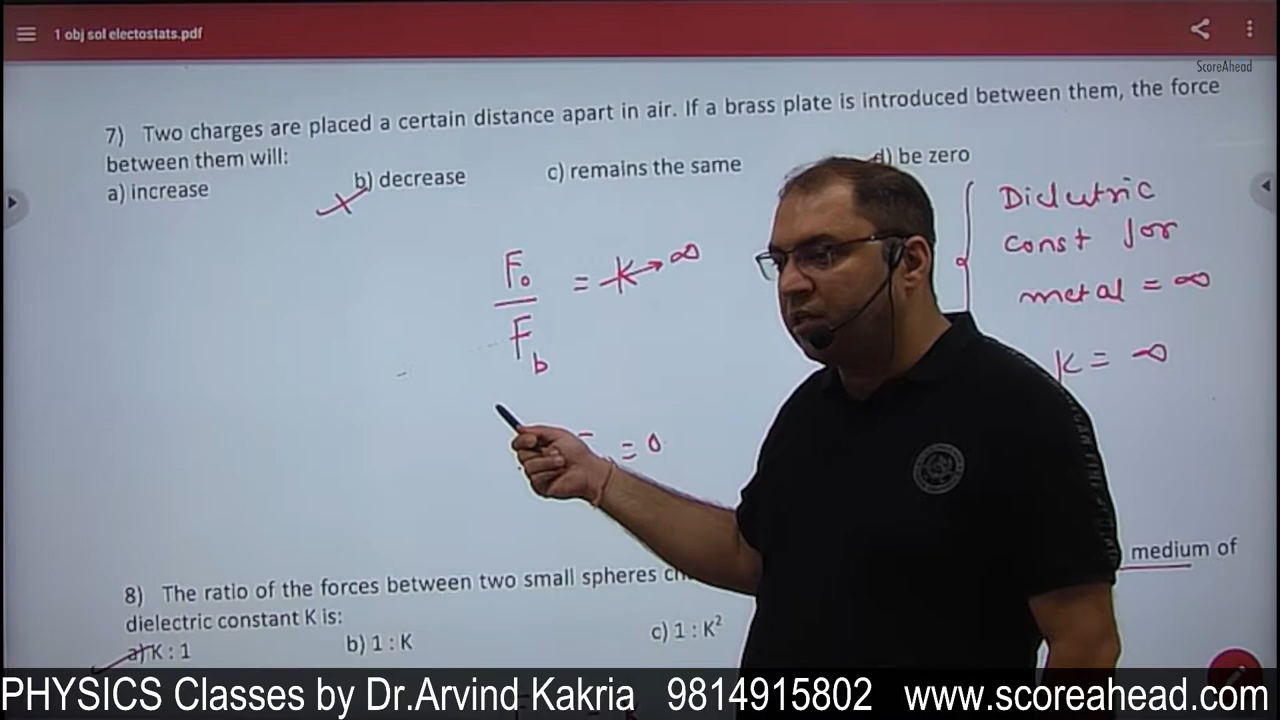 1 obj sol electostats.pdf
ScoreAhead
7) Two charges are placed a certain distance apart in air. If a brass plate is introduced between them, the force
between them will:
a) increase b) decrease c) remains the same d) be zero
Dielectric
const for
metal = ∞
K = ∞
F₀ / F_b = K → ∞
= 0
8) The ratio of the forces between two small spheres medium of
dielectric constant K is:
a) K : 1 b) 1 : K c) 1 : K²
PHYSICS Classes by Dr.Arvind Kakria 9814915802 www.scoreahead.com